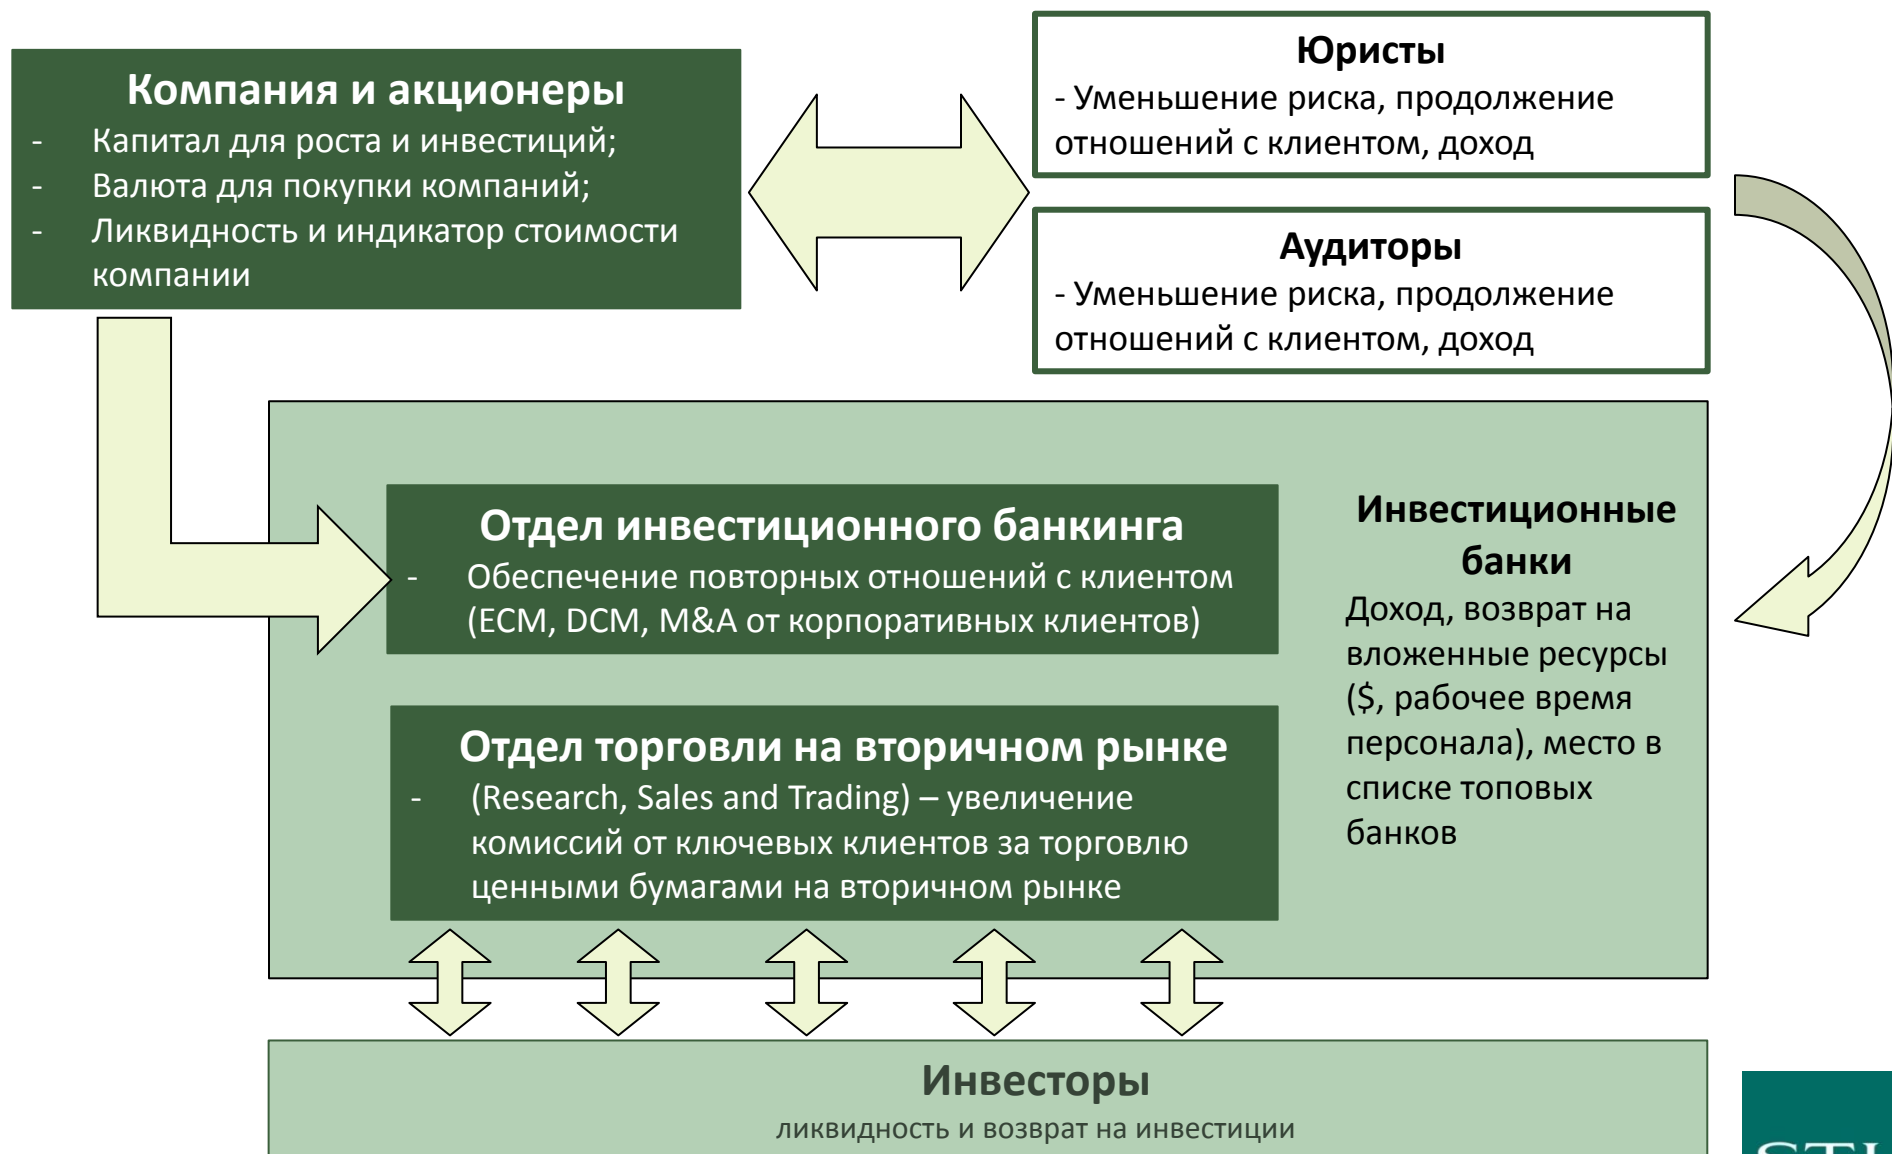 Компания и акционеры
- Капитал для роста и инвестиций;
- Валюта для покупки компаний;
- Ликвидность и индикатор стоимости
компании
Юристы
- Уменьшение риска, продолжение
отношений с клиентом, доход
Аудиторы
- Уменьшение риска, продолжение
отношений с клиентом, доход
Отдел инвестиционного банкинга
- Обеспечение повторных отношений с клиентом
(ECM, DCM, M&A от корпоративных клиентов)
Отдел торговли на вторичном рынке
- (Research, Sales and Trading) – увеличение
комиссий от ключевых клиентов за торговлю
ценными бумагами на вторичном рынке
Инвестиционные
банки
Доход, возврат на
вложенные ресурсы
($, рабочее время
персонала), место в
списке топовых
банков
Инвесторы
ликвидность и возврат на инвестиции